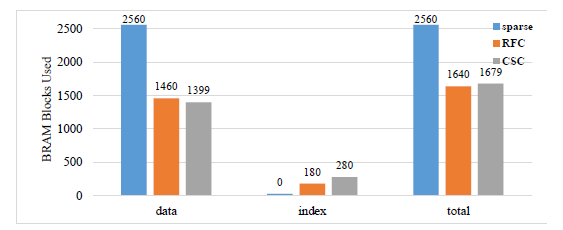 2560
2560
2500
sparse
RFC
CSC
2000
1640 1679
1460 1399
1500
BRAM Blocks Used
1000
500
280
180
0
0
data
index
total